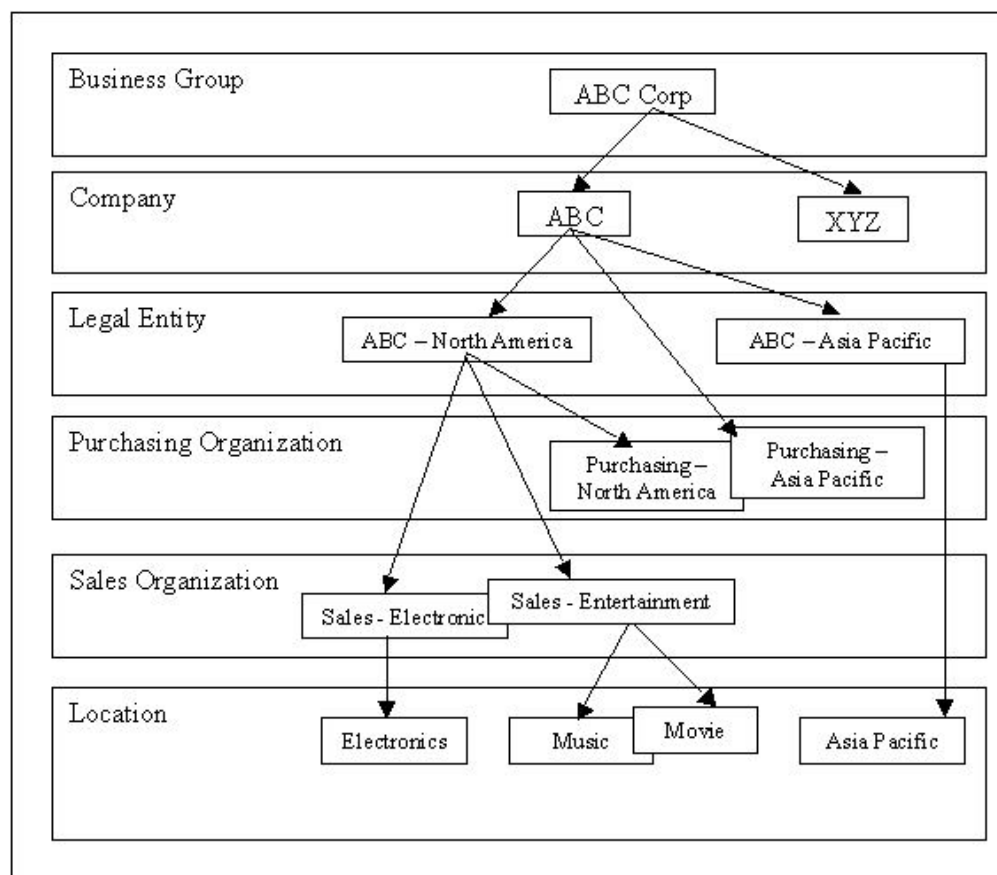 Business Group
ABC Corp
Company
ABC
XYZ
Legal Entity
ABC – North America
ABC – Asia Pacific
Purchasing Organization
Purchasing –
North America
Purchasing –
Asia Pacific
Sales Organization
Sales - Electronic
Sales - Entertainment
Location
Electronics
Music
Movie
Asia Pacific